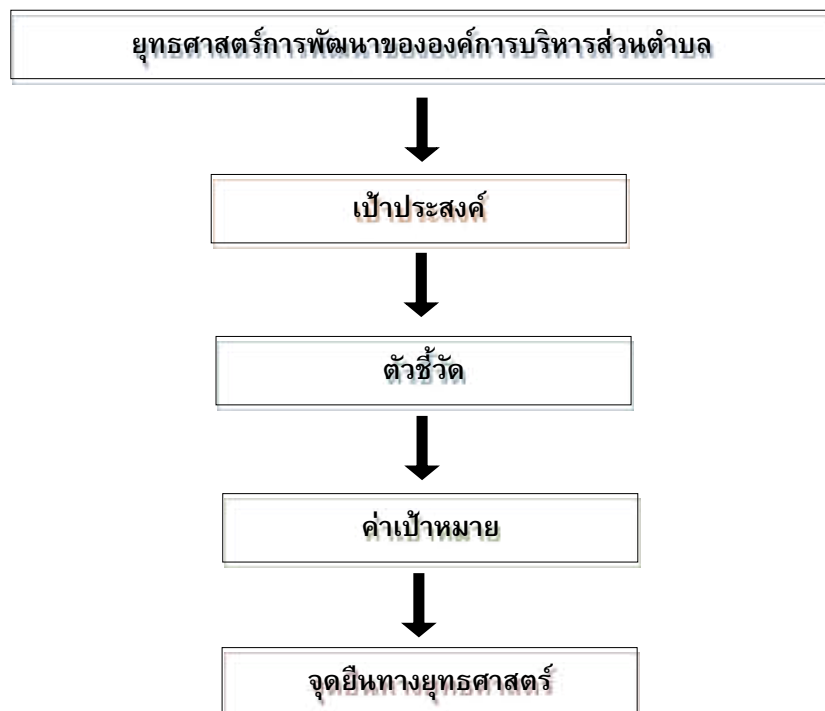 ยุทธศาสตร์การพัฒนาขององค์การบริหารส่วนตำบล
เป้าประสงค์
ตัวชี้วัด
ค่าเป้าหมาย
จุดยืนทางยุทธศาสตร์